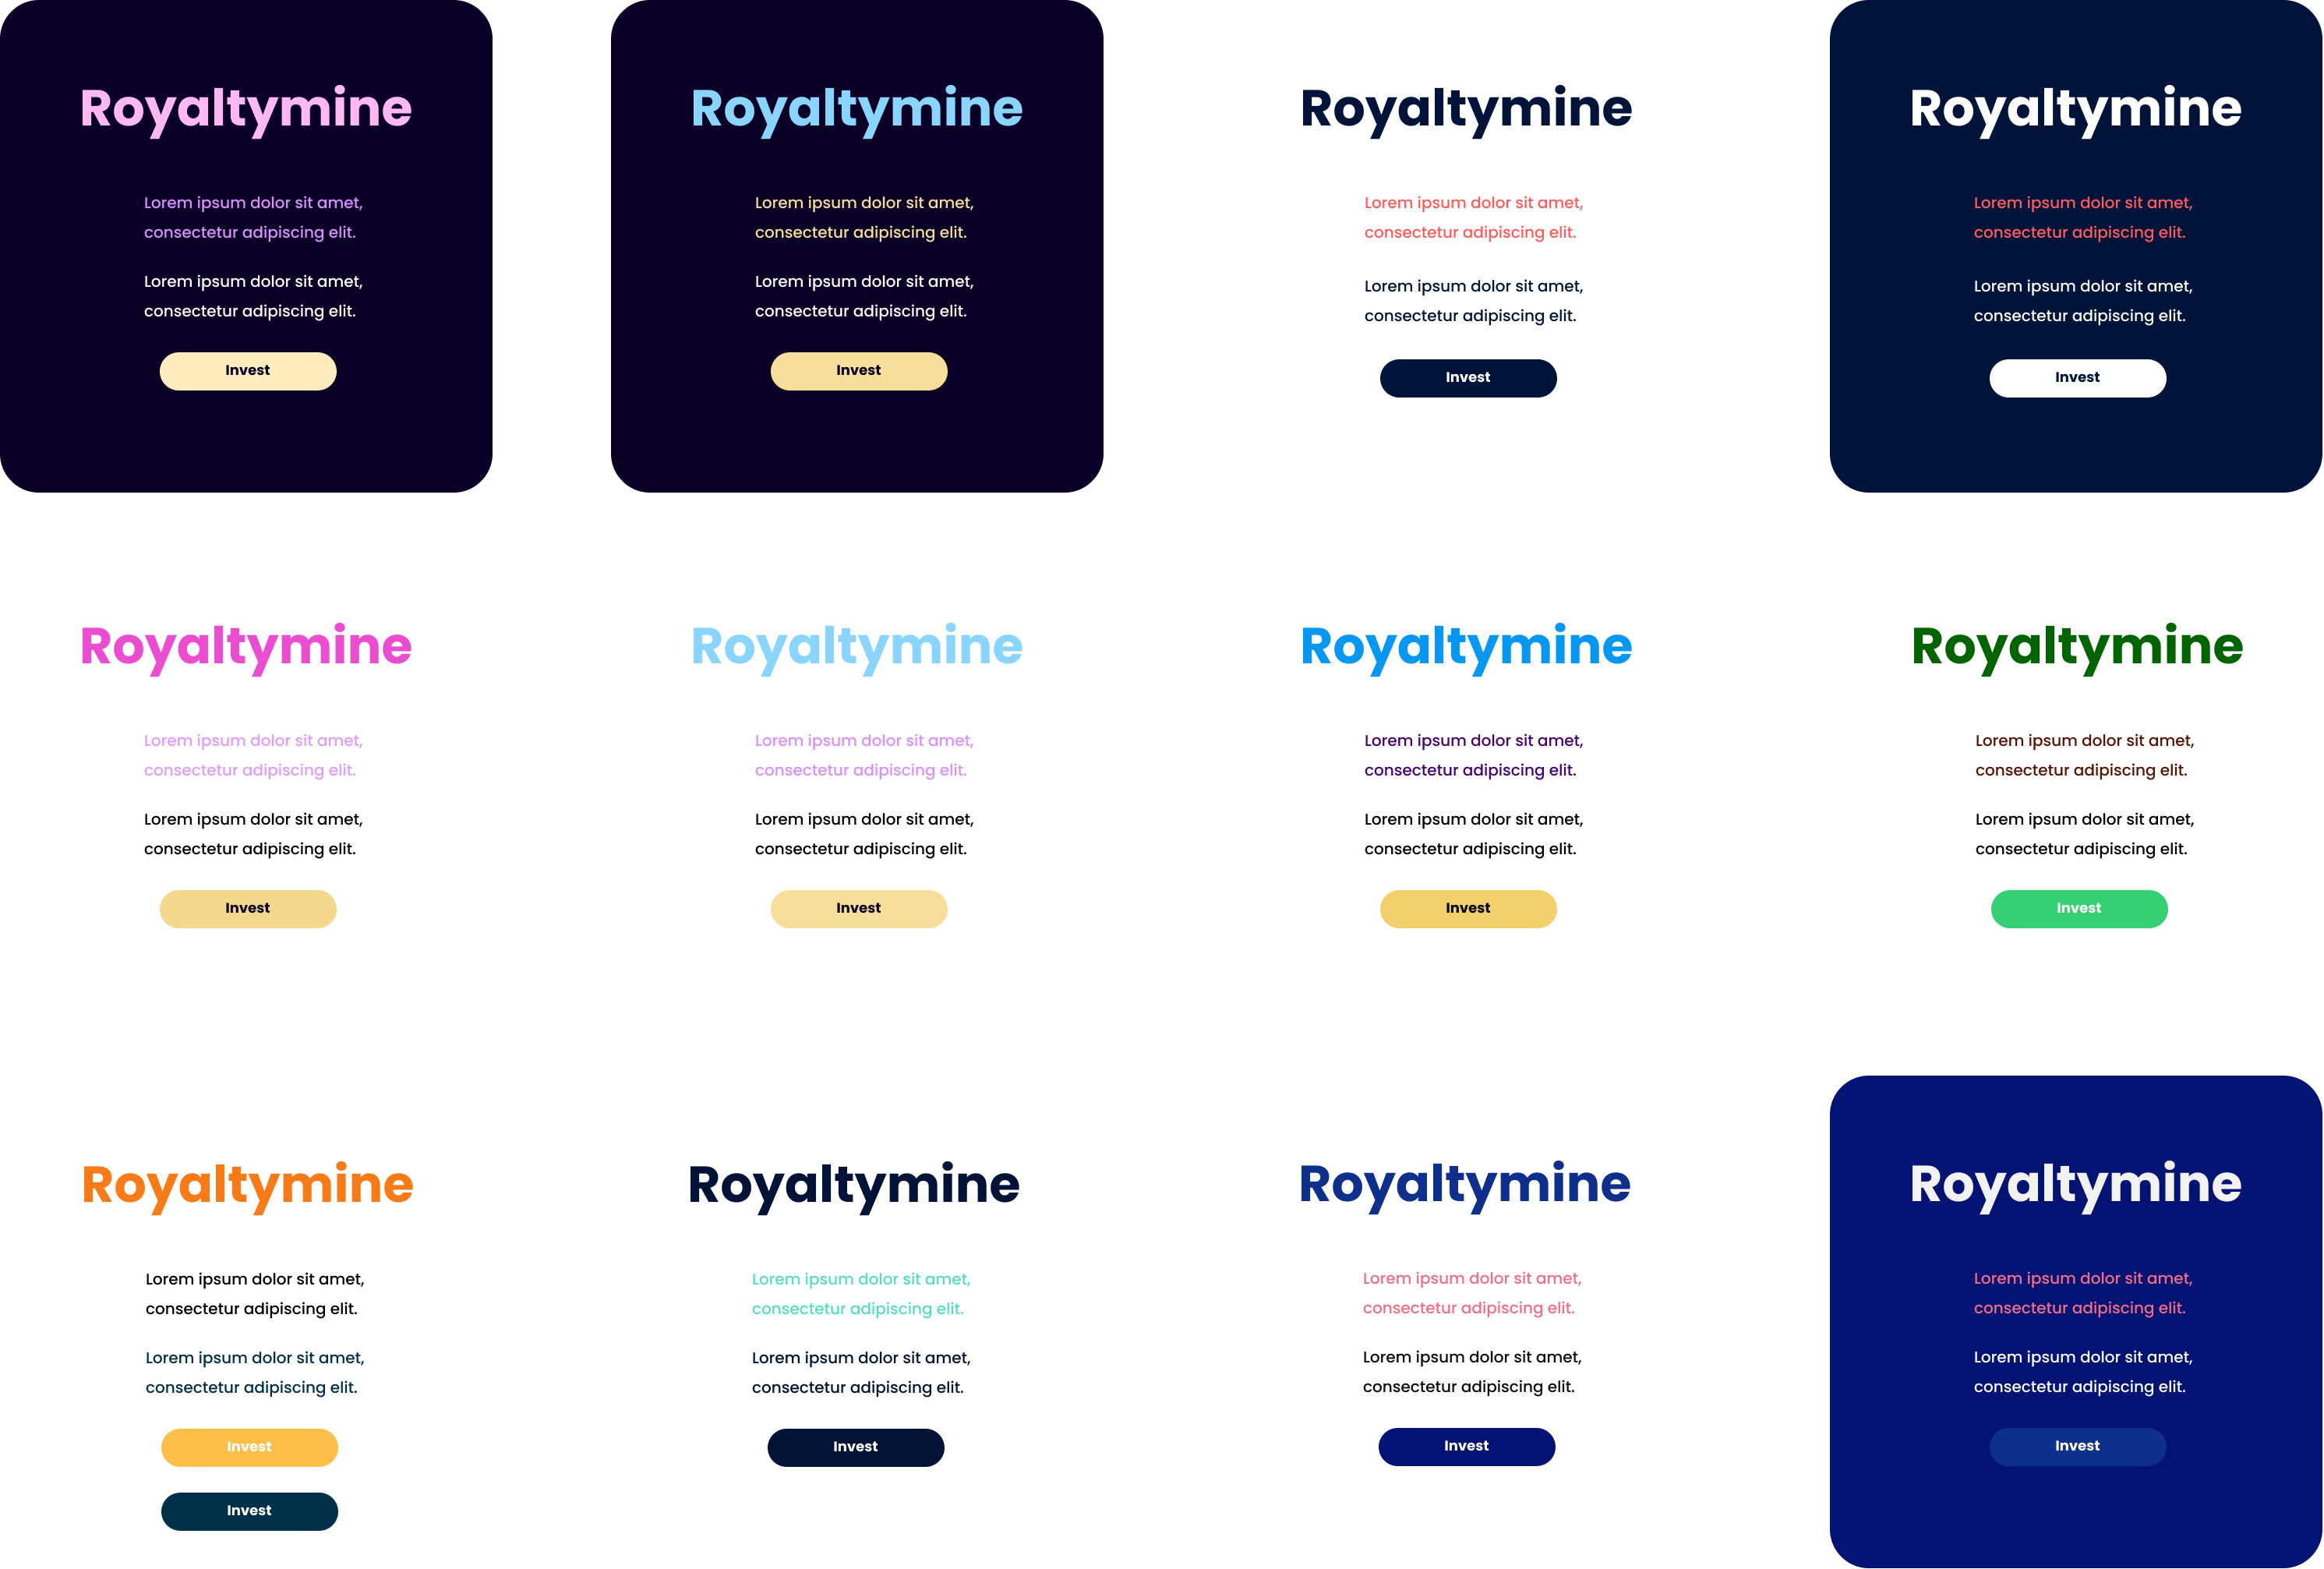 Royaltymine
Lorem ipsum dolor sit amet,
consectetur adipiscing elit.
Lorem ipsum dolor sit amet,
consectetur adipiscing elit.
Invest
Royaltymine
Lorem ipsum dolor sit amet,
consectetur adipiscing elit.
Lorem ipsum dolor sit amet,
consectetur adipiscing elit.
Invest
Royaltymine
Lorem ipsum dolor sit amet,
consectetur adipiscing elit.
Lorem ipsum dolor sit amet,
consectetur adipiscing elit.
Invest
Royaltymine
Lorem ipsum dolor sit amet,
consectetur adipiscing elit.
Lorem ipsum dolor sit amet,
consectetur adipiscing elit.
Invest
Royaltymine
Lorem ipsum dolor sit amet,
consectetur adipiscing elit.
Lorem ipsum dolor sit amet,
consectetur adipiscing elit.
Invest
Royaltymine
Lorem ipsum dolor sit amet,
consectetur adipiscing elit.
Lorem ipsum dolor sit amet,
consectetur adipiscing elit.
Invest
Royaltymine
Lorem ipsum dolor sit amet,
consectetur adipiscing elit.
Lorem ipsum dolor sit amet,
consectetur adipiscing elit.
Invest
Royaltymine
Lorem ipsum dolor sit amet,
consectetur adipiscing elit.
Lorem ipsum dolor sit amet,
consectetur adipiscing elit.
Invest
Royaltymine
Lorem ipsum dolor sit amet,
consectetur adipiscing elit.
Lorem ipsum dolor sit amet,
consectetur adipiscing elit.
Invest
Invest
Royaltymine
Lorem ipsum dolor sit amet,
consectetur adipiscing elit.
Lorem ipsum dolor sit amet,
consectetur adipiscing elit.
Invest
Royaltymine
Lorem ipsum dolor sit amet,
consectetur adipiscing elit.
Lorem ipsum dolor sit amet,
consectetur adipiscing elit.
Invest
Royaltymine
Lorem ipsum dolor sit amet,
consectetur adipiscing elit.
Lorem ipsum dolor sit amet,
consectetur adipiscing elit.
Invest